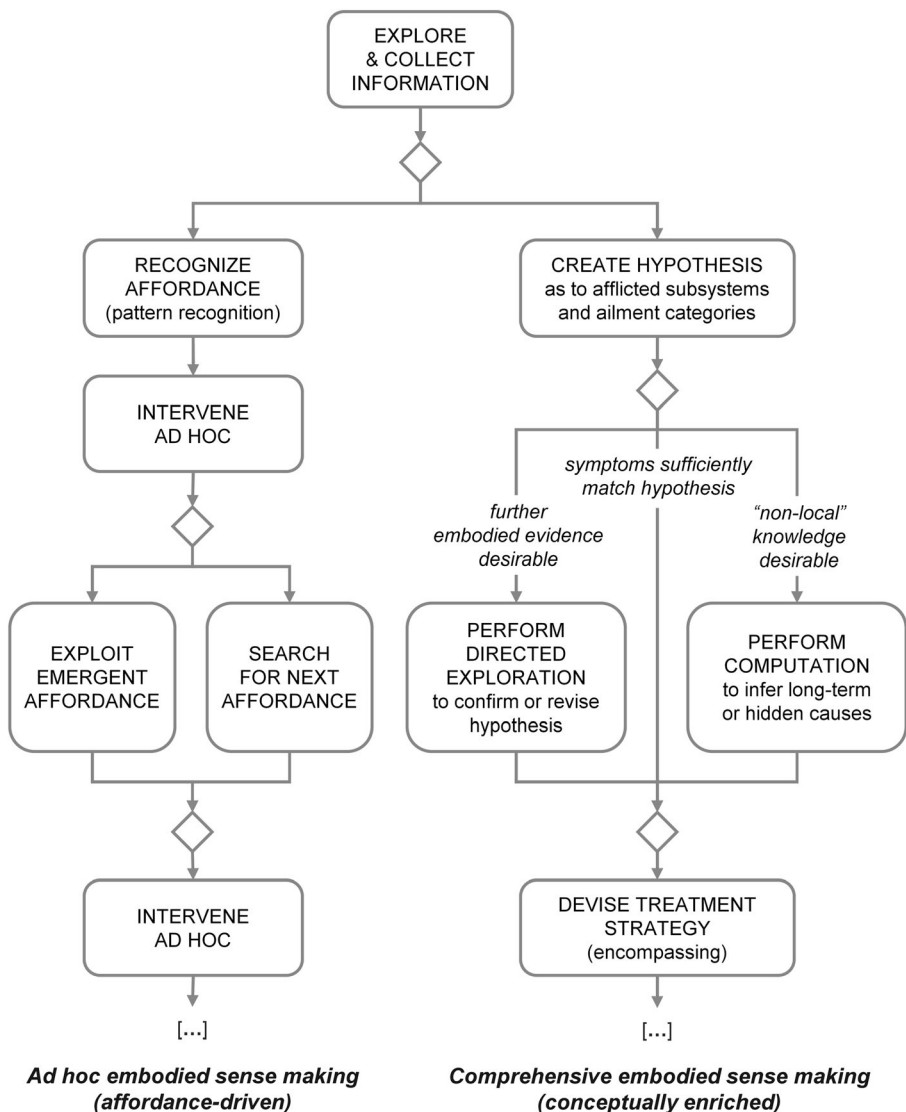 EXPLORE
& COLLECT
INFORMATION
RECOGNIZE
AFFORDANCE
(pattern recognition)
CREATE HYPOTHESIS
as to afflicted subsystems
and ailment categories
INTERVENE
AD HOC
further
embodied evidence
desirable
symptoms sufficiently
match hypothesis
“non-local”
knowledge
desirable
EXPLOIT
EMERGENT
AFFORDANCE
SEARCH
FOR NEXT
AFFORDANCE
PERFORM
DIRECTED
EXPLORATION
to confirm or revise
hypothesis
PERFORM
COMPUTATION
to infer long-term
or hidden causes
INTERVENE
AD HOC
DEVISE TREATMENT
STRATEGY
(encompassing)
[...]
[...]
Ad hoc embodied sense making
(affordance-driven)
Comprehensive embodied sense making
(conceptually enriched)